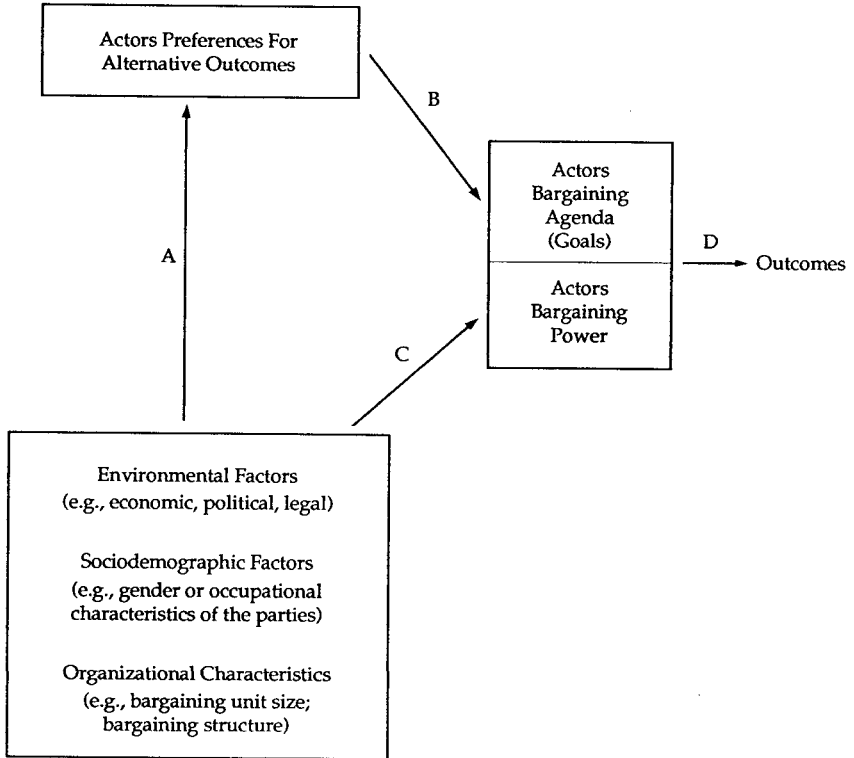 Actors Preferences For
Alternative Outcomes
B
Actors
Bargaining
Agenda
(Goals)
A
D
Outcomes
Actors
Bargaining
Power
C
Environmental Factors
(e.g., economic, political, legal)
Sociodemographic Factors
(e.g., gender or occupational
characteristics of the parties)
Organizational Characteristics
(e.g., bargaining unit size;
bargaining structure)